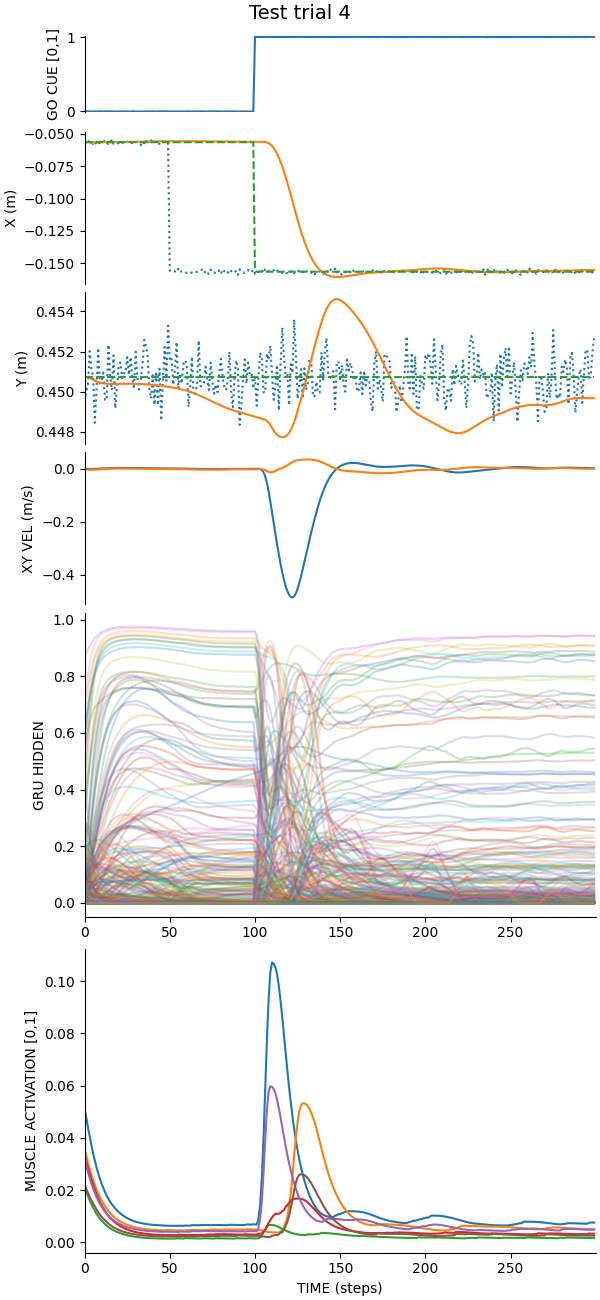 Test trial 4
GO CUE [0,1]
1
0
X (m)
−0.050
−0.075
−0.100
−0.125
−0.150
Y (m)
0.454
0.452
0.450
0.448
XY VEL (m/s)
0.0
−0.2
−0.4
GRU HIDDEN
1.0
0.8
0.6
0.4
0.2
0.0
0 50 100 150 200 250
MUSCLE ACTIVATION [0,1]
0.10
0.08
0.06
0.04
0.02
0.00
0 50 100 150 200 250
TIME (steps)